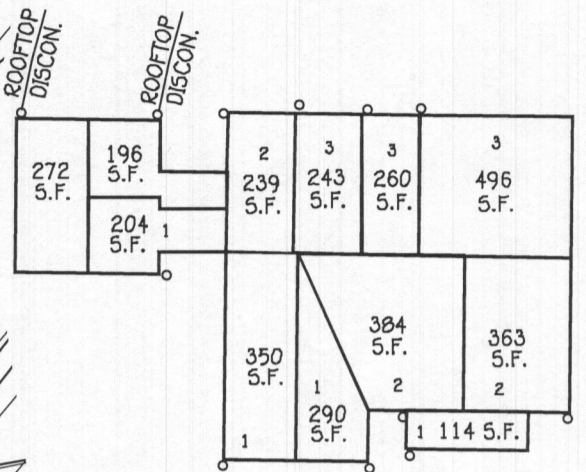 ROOFTOP
DISCON.
ROOFTOP
DISCON.
272
S.F.
196
S.F.
204
S.F.
1
2
239
S.F.
3
243
S.F.
3
260
S.F.
3
496
S.F.
350
S.F.
1
1
290
S.F.
384
S.F.
2
363
S.F.
2
1 114 S.F.